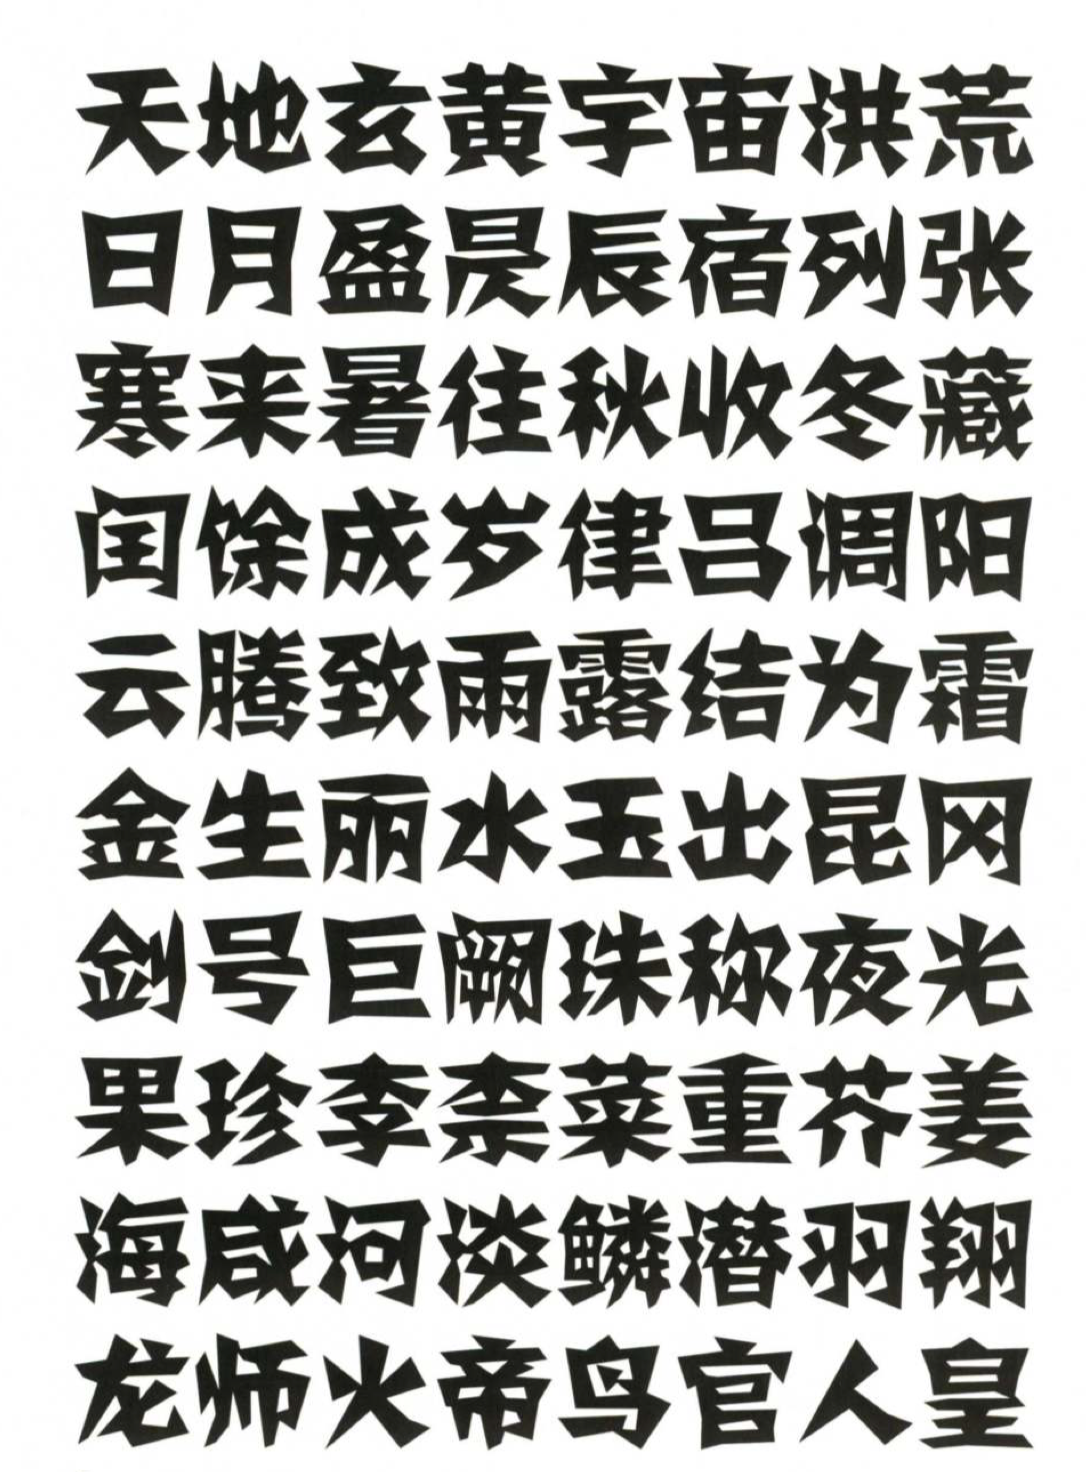 天地玄黄宇宙洪荒
日月盈昃辰宿列张
寒来暑往秋收冬藏
闰馀成岁律吕调阳
云腾致雨露结为霜
金生丽水玉出昆冈
剑号巨阙珠称夜光
果珍李柰菜重芥姜
海咸河淡鳞潜羽翔
龙师火帝鸟官人皇